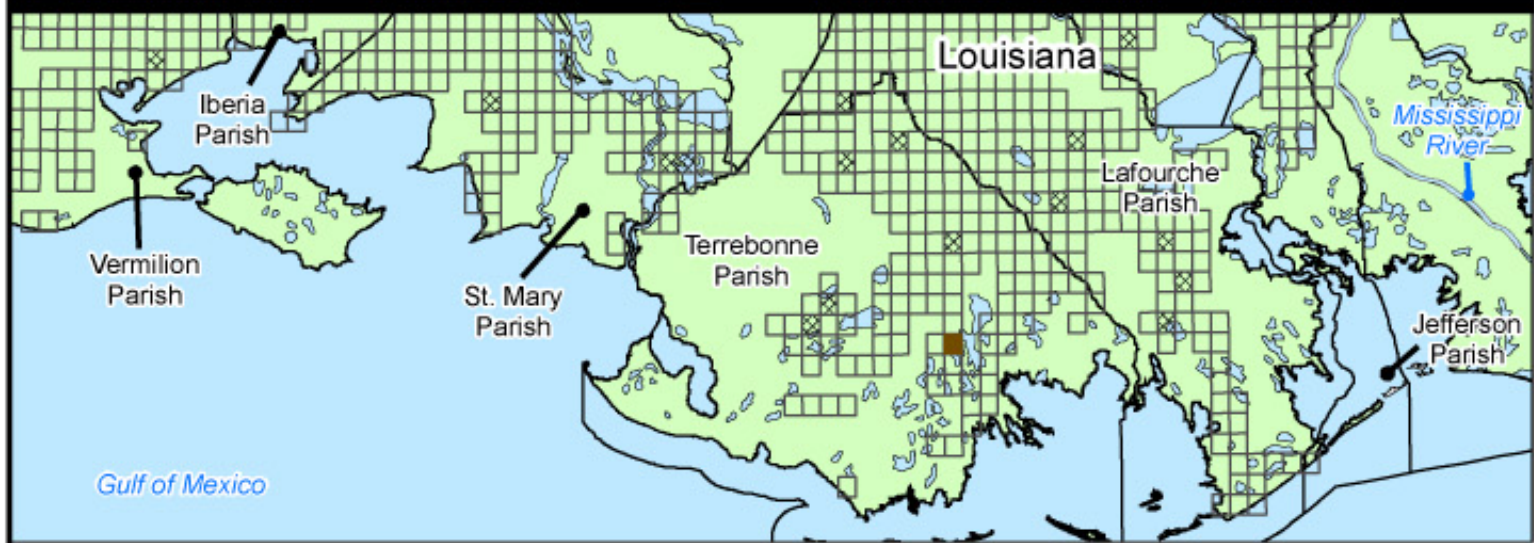 Louisiana
Iberia
Parish
Mississippi
River
Lafourche
Parish
Terrebonne
Parish
Vermilion
Parish
St. Mary
Parish
Jefferson
Parish
Gulf of Mexico